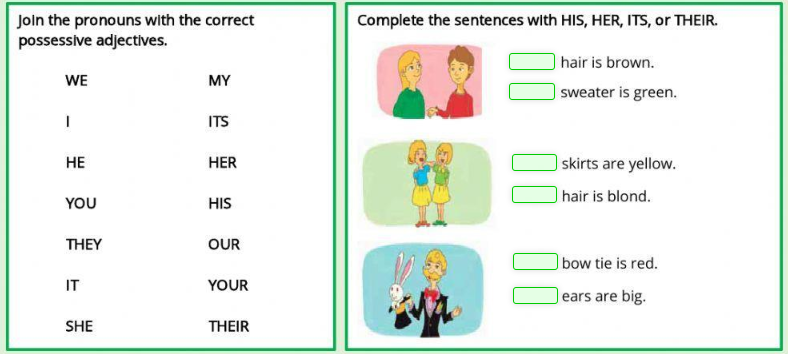 Join the pronouns with the correct
possessive adjectives.
WE MY
I ITS
HE HER
YOU HIS
THEY OUR
IT YOUR
SHE THEIR
Complete the sentences with HIS, HER, ITS, or THEIR.
hair is brown.
sweater is green.
skirts are yellow.
hair is blond.
bow tie is red.
ears are big.